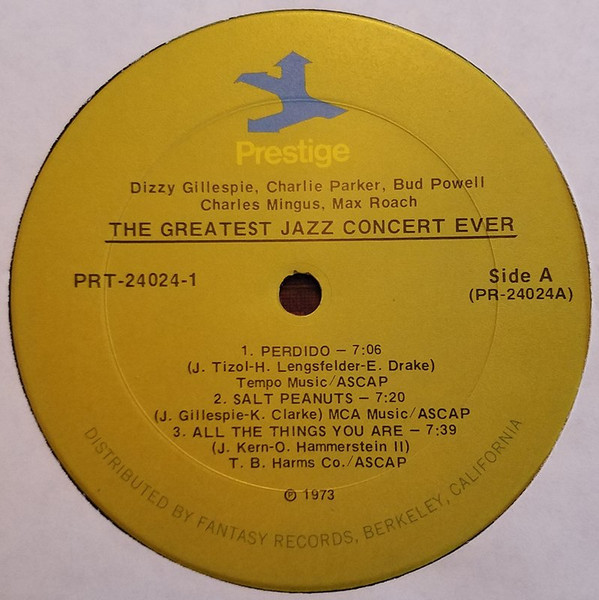 Prestige
Dizzy Gillespie, Charlie Parker, Bud Powell
Charles Mingus, Max Roach
THE GREATEST JAZZ CONCERT EVER
PRT-24024-1
Side A
(PR-24024A)
1. PERDIDO – 7:06
(J. Tizol-H. Lengsfelder-E. Drake)
Tempo Music/ASCAP
2. SALT PEANUTS – 7:20
(J. Gillespie-K. Clarke) MCA Music/ASCAP
3. ALL THE THINGS YOU ARE – 7:39
(J. Kern-O. Hammerstein II)
T. B. Harms Co./ASCAP
℗ 1973
DISTRIBUTED BY FANTASY RECORDS, BERKELEY, CALIFORNIA